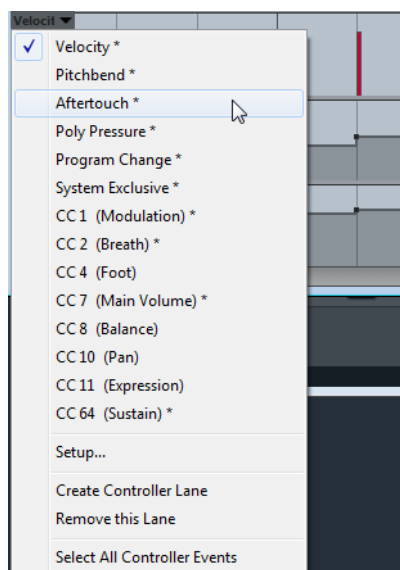 Velocit
Velocity *
Pitchbend *
Aftertouch *
Poly Pressure *
Program Change *
System Exclusive *
CC 1 (Modulation) *
CC 2 (Breath) *
CC 4 (Foot)
CC 7 (Main Volume) *
CC 8 (Balance)
CC 10 (Pan)
CC 11 (Expression)
CC 64 (Sustain) *
Setup...
Create Controller Lane
Remove this Lane
Select All Controller Events